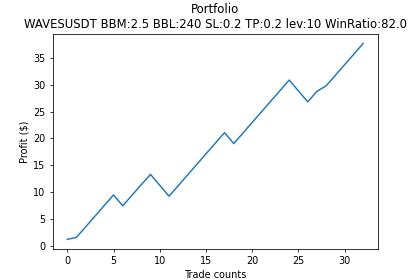 Portfolio
WAVESUSDT BBM:2.5 BBL:240 SL:0.2 TP:0.2 lev:10 WinRatio:82.0
Profit ($)
35
30
25
20
15
10
5
0
0 5 10 15 20 25 30
Trade counts